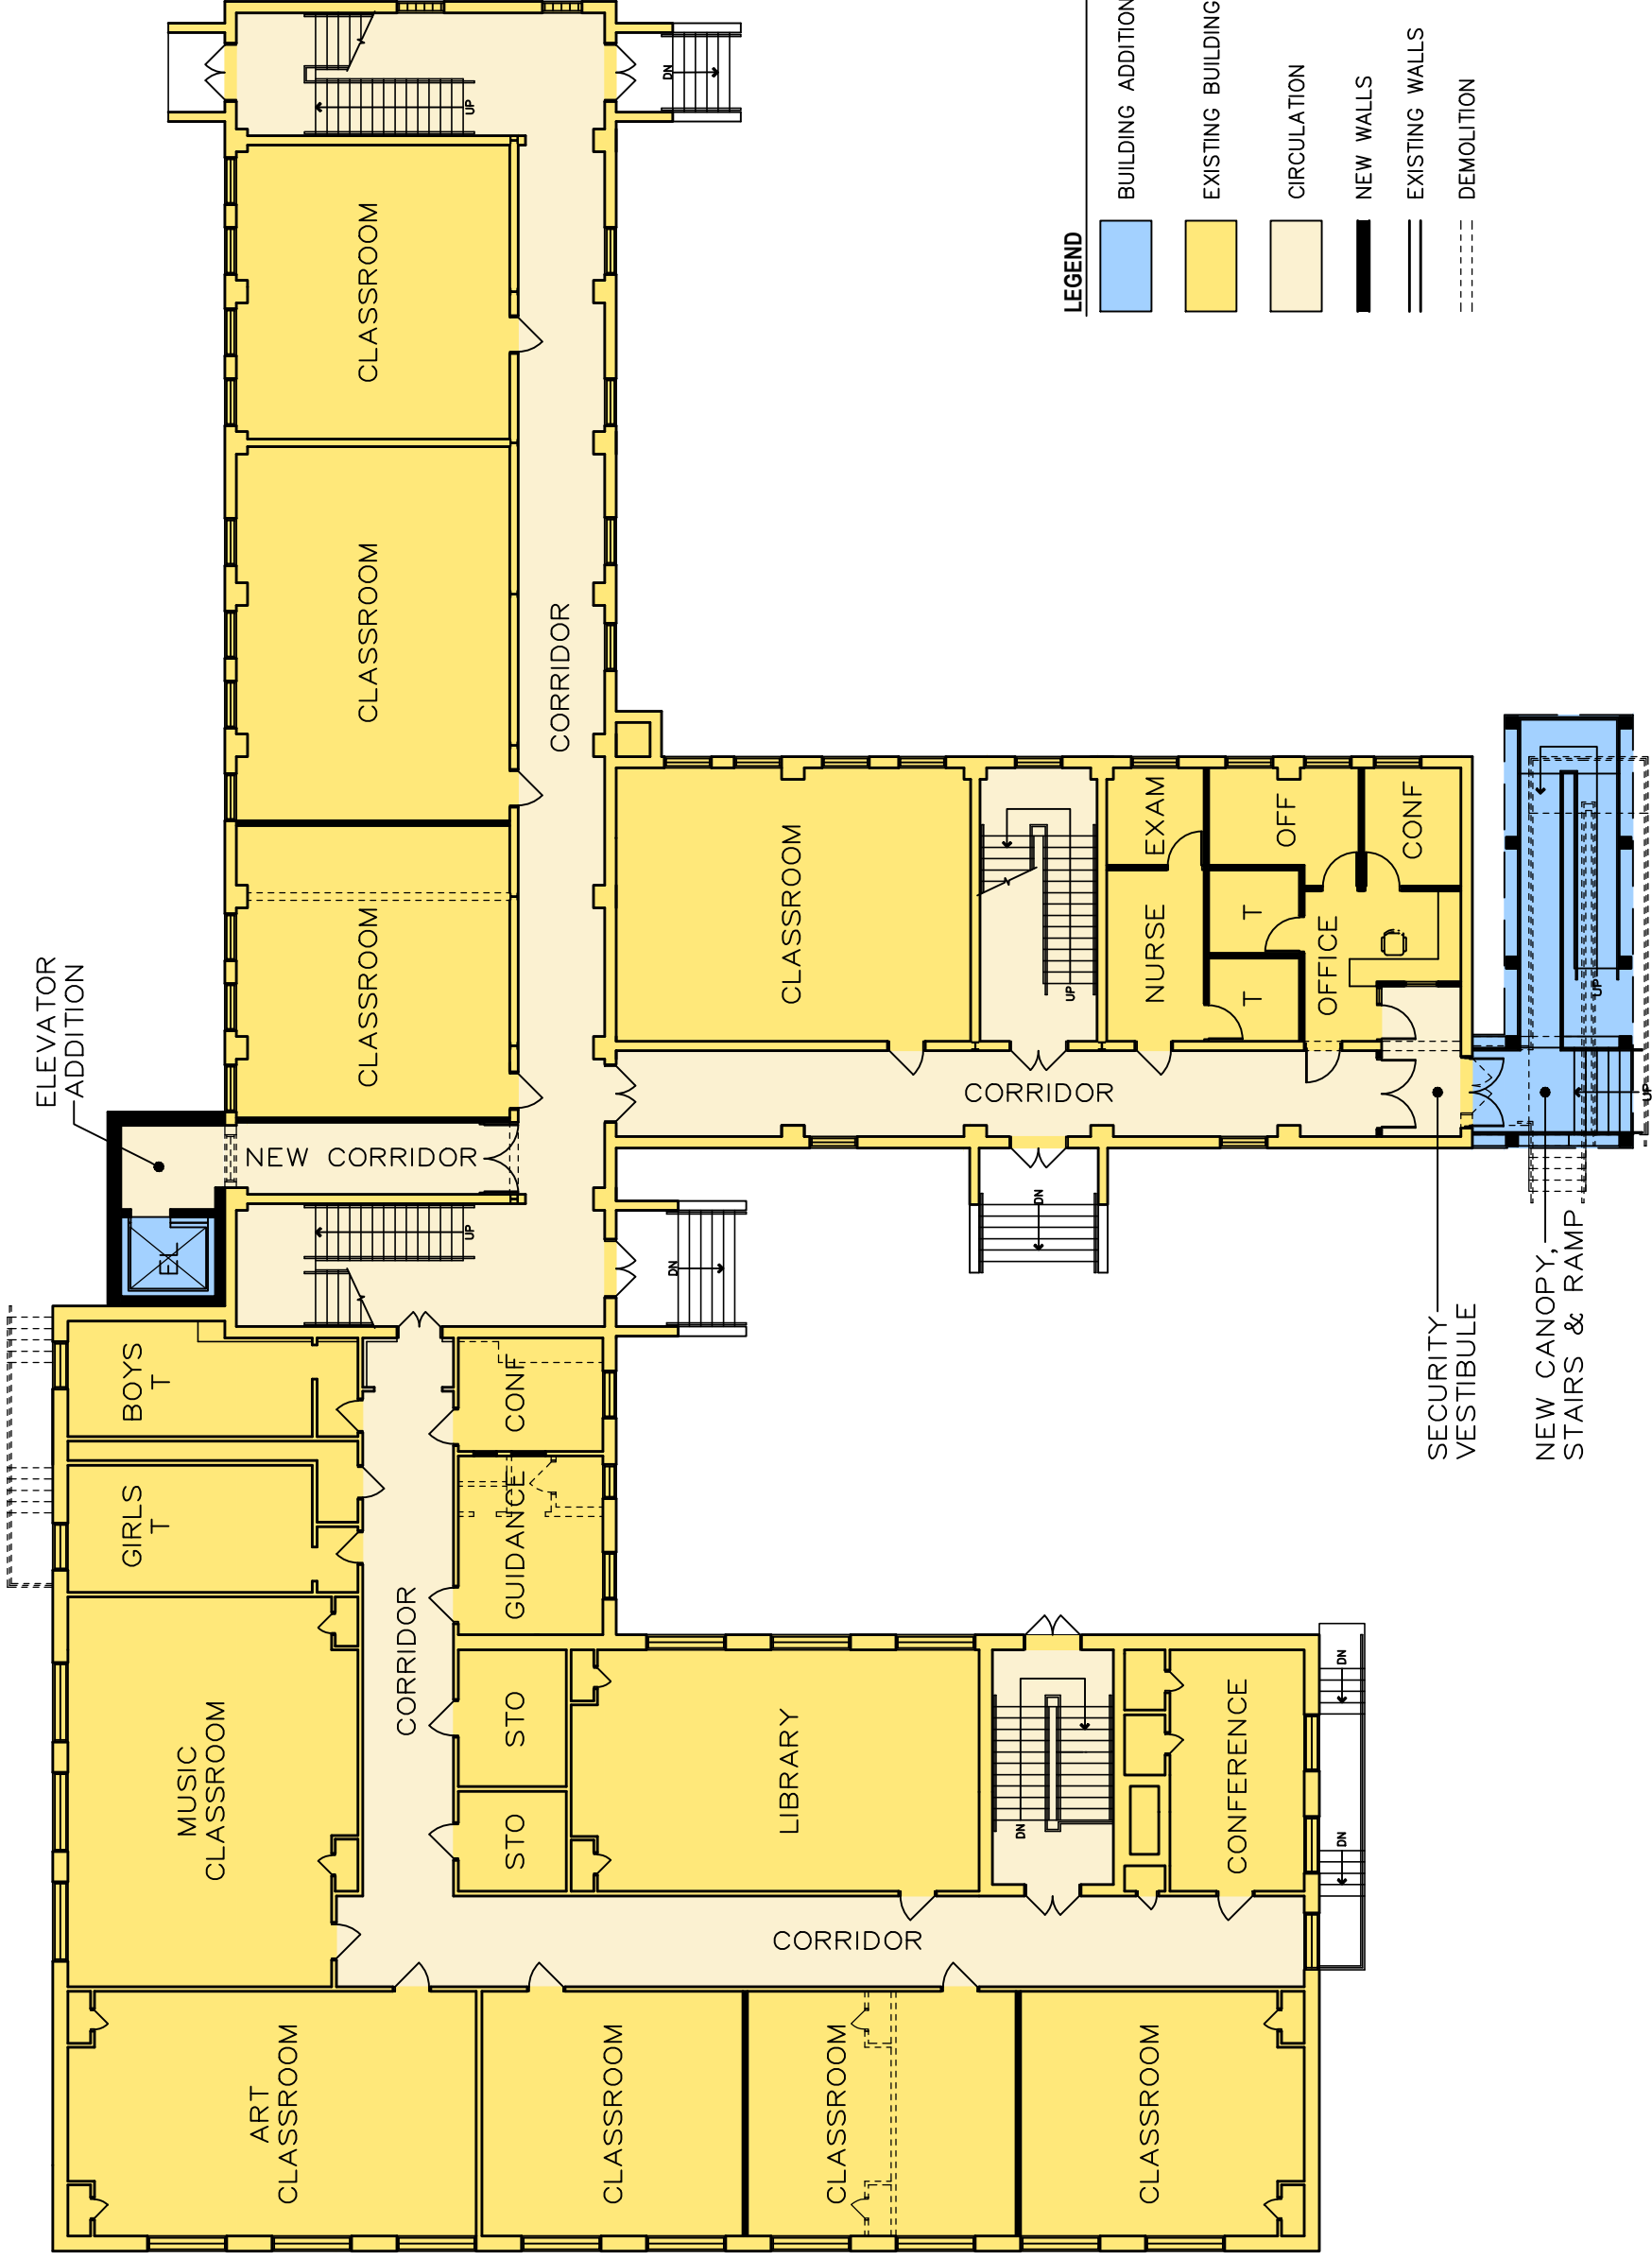 ELEVATOR
ADDITION
GIRLS
T
BOYS
T
EL
MUSIC
CLASSROOM
ART
CLASSROOM
NEW CORRIDOR
CLASSROOM
CLASSROOM
CLASSROOM
CORRIDOR
UP
UP
STO
STO
GUIDANCE
CONF
CORRIDOR
CLASSROOM
DN
DN
LIBRARY
CLASSROOM
CORRIDOR
CLASSROOM
CORRIDOR
DN
DN
UP
CLASSROOM
NURSE
EXAM
CONFERENCE
T
T
OFF
OFFICE
DN
DN
CONF
SECURITY
VESTIBULE
NEW CANOPY,
STAIRS & RAMP
UP
UP
LEGEND
BUILDING ADDITION
EXISTING BUILDING
CIRCULATION
NEW WALLS
EXISTING WALLS
DEMOLITION